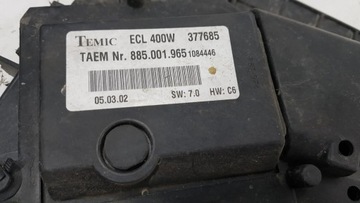 TEMIC ECL 400W 377685
TAEM Nr. 885.001.965 1084446
05.03.02 SW: 7.0 HW: C6